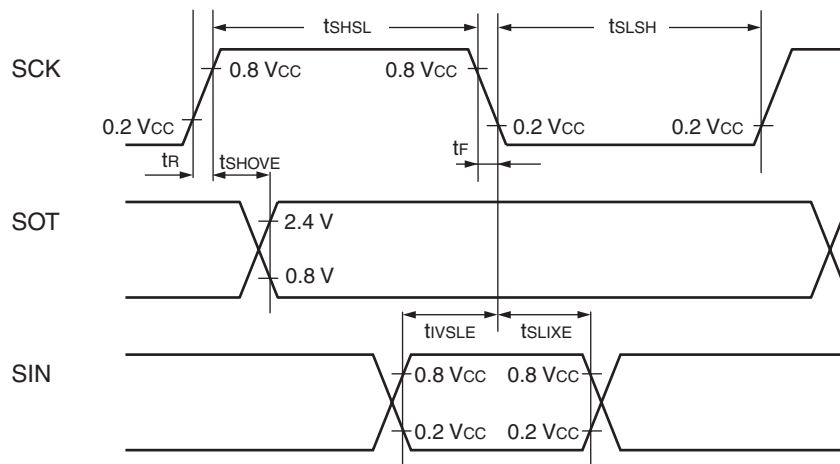 tSHSL tSLSH
SCK 0.8 VCC 0.8 VCC
0.2 VCC 0.2 VCC 0.2 VCC
tR tSHOVE tF
SOT 2.4 V
0.8 V
tIVSLE tSLIXE
SIN 0.8 VCC 0.8 VCC
0.2 VCC 0.2 VCC